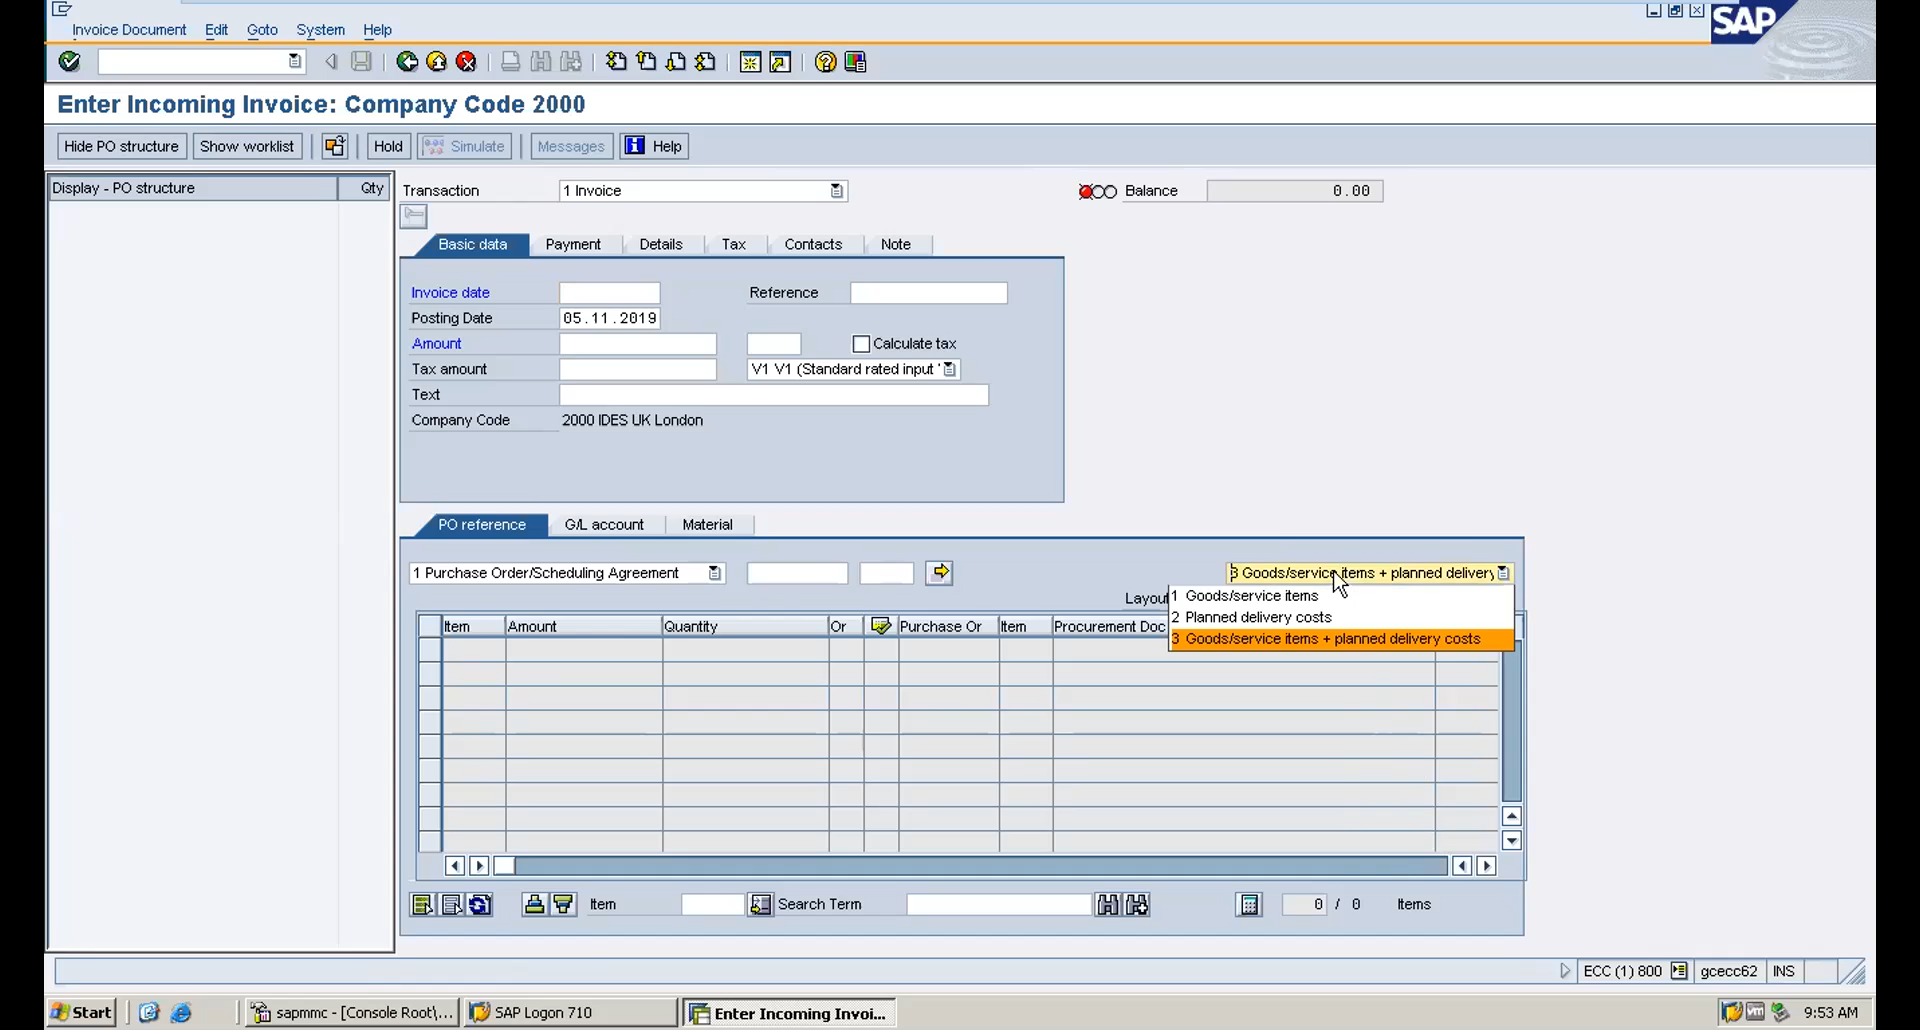 Invoice Document Edit Goto System Help
SAP
Enter Incoming Invoice: Company Code 2000
Hide PO structure Show worklist Hold Simulate Messages Help
Display - PO structure Qty
Transaction 1 Invoice Balance 0.00
Basic data Payment Details Tax Contacts Note
Invoice date Reference
Posting Date 05.11.2019
Amount Calculate tax
Tax amount V1 V1 (Standard rated input '
Text
Company Code 2000 IDES UK London
PO reference G/L account Material
1 Purchase Order/Scheduling Agreement 3 Goods/service items + planned delivery
Layout 1 Goods/service items
2 Planned delivery costs
Item Amount Quantity Or Purchase Or Item Procurement Doc
3 Goods/service items + planned delivery costs
Item Search Term 0 / 0 Items
ECC (1) 800 gcecc62 INS
Start sapmmc - [Console Root\... SAP Logon 710 Enter Incoming Invoi... 9:53 AM